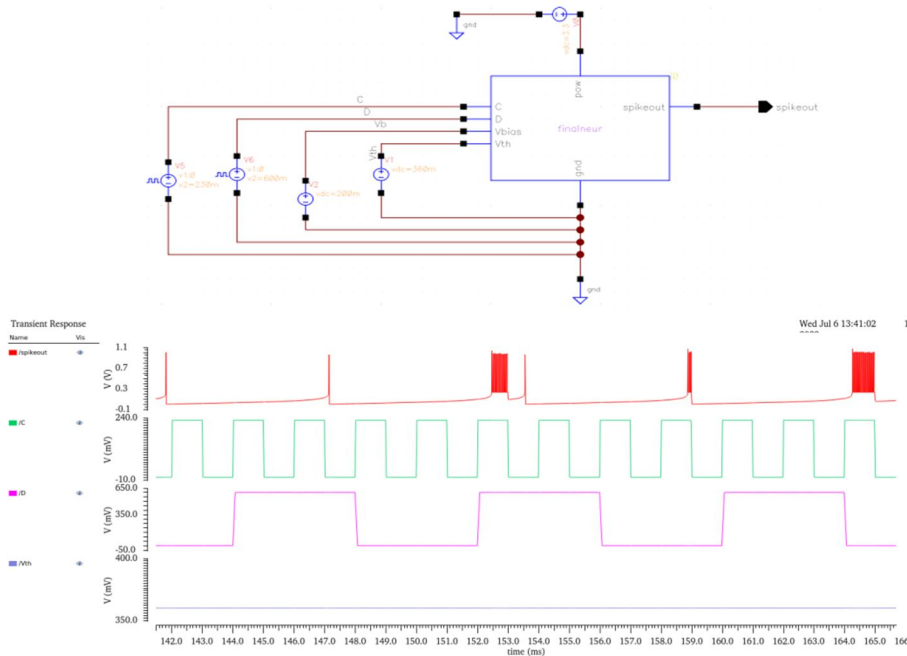 gnd
V0
vdc=3.3
pow
C
D
Vb
Vth
C
D
Vbias
Vth
finalneur
spikeout
spikeout
gnd
V5
v1:0
v2=230m
V6
v1:0
v2=600m
V2
vdc=200m
V1
vdc=360m
gnd
Transient Response
Wed Jul 6 13:41:02
1
Name
Vis
/spikeout
1.1
0.7
0.3
-0.1
V (V)
/C
240.0
-10.0
V (mV)
/D
650.0
350.0
-50.0
V (mV)
/Vth
400.0
350.0
V (mV)
142.0 143.0 144.0 145.0 146.0 147.0 148.0 149.0 150.0 151.0 152.0 153.0 154.0 155.0 156.0 157.0 158.0 159.0 160.0 161.0 162.0 163.0 164.0 165.0 166
time (ms)